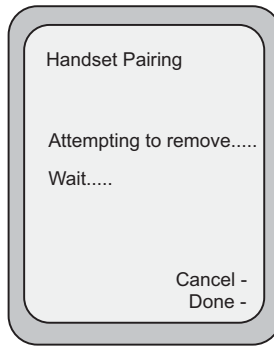 Handset Pairing
Attempting to remove.....
Wait.....
Cancel -
Done -